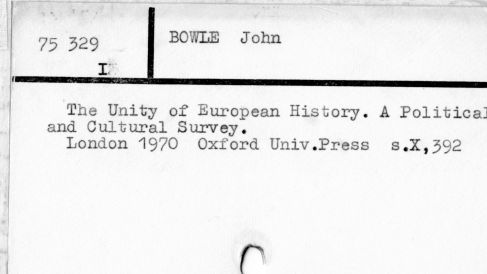 75 329
I
BOWLE John
The Unity of European History. A Political
and Cultural Survey.
London 1970 Oxford Univ.Press s.X,392